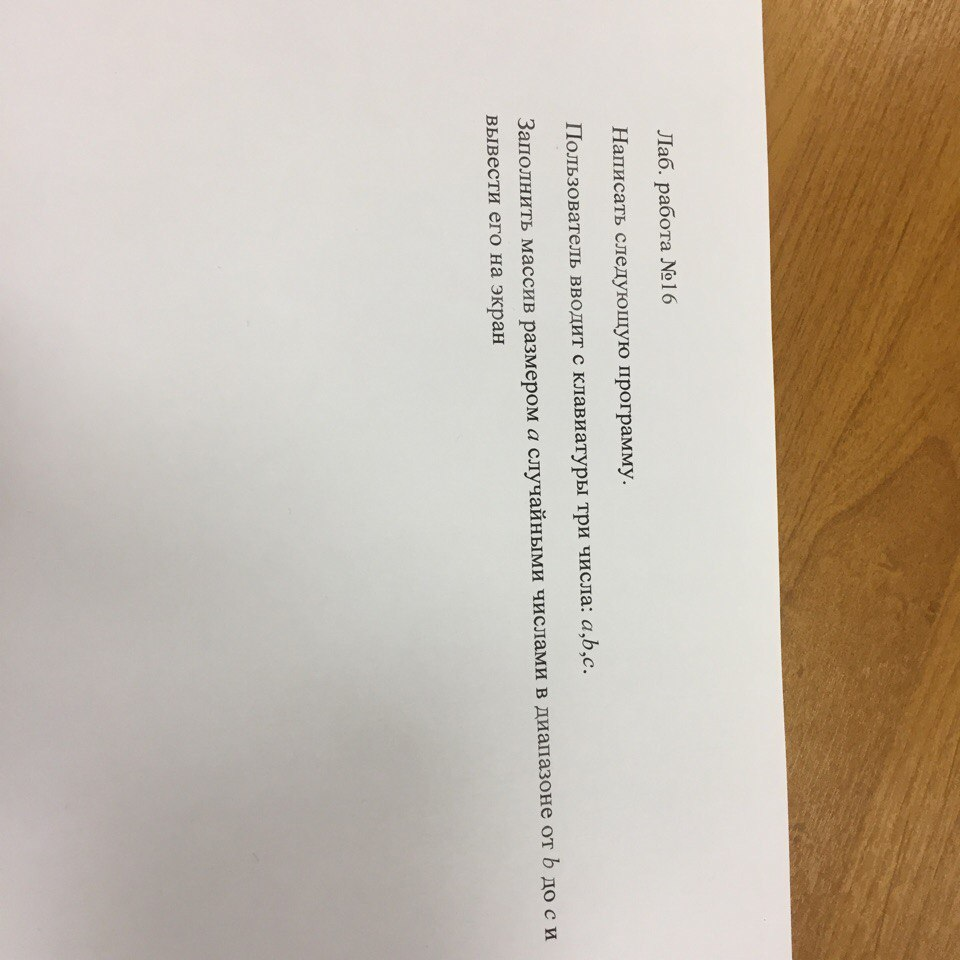 Лаб. работа №16
Написать следующую программу.
Пользователь вводит с клавиатуры три числа: a,b,c.
Заполнить массив размером a случайными числами в диапазоне от b до c и
вывести его на экран